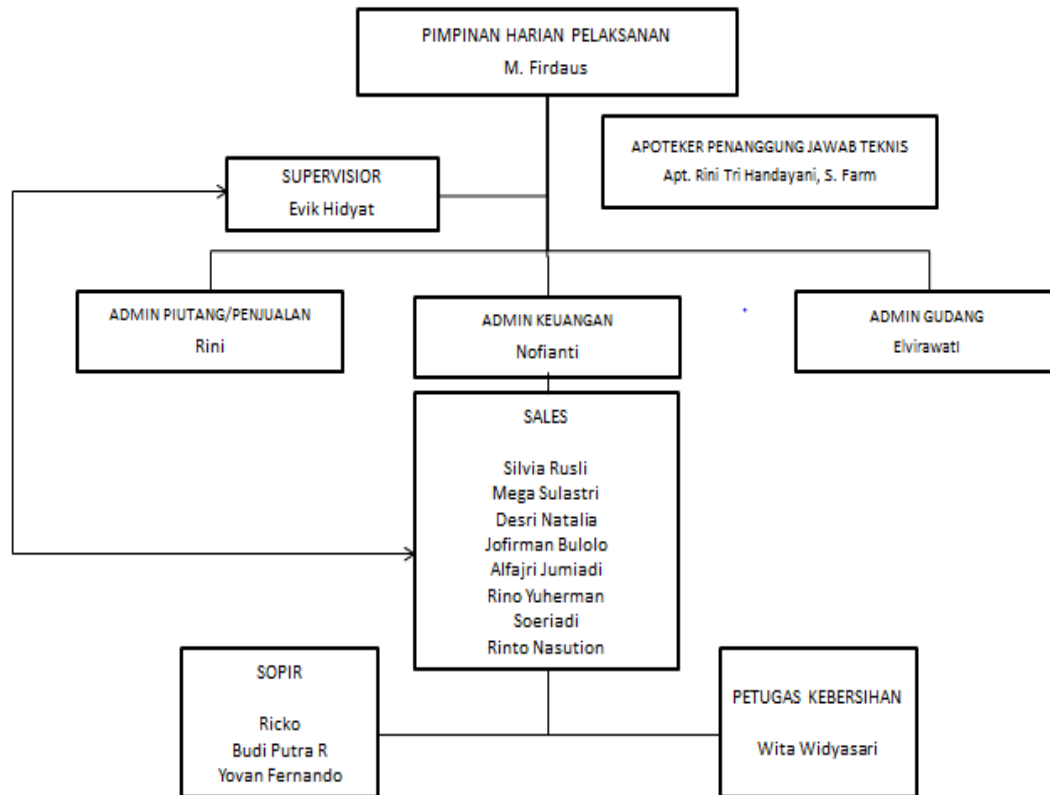 PIMPINAN HARIAN PELAKSANAN
M. Firdaus
APOTEKER PENANGGUNG JAWAB TEKNIS
Apt. Rini Tri Handayani, S. Farm
SUPERVISIOR
Evik Hidyat
ADMIN PIUTANG/PENJUALAN
Rini
ADMIN KEUANGAN
Nofianti
ADMIN GUDANG
Elvirawati
SALES
Silvia Rusli
Mega Sulastri
Desri Natalia
Jofirman Bulolo
Alfajri Jumiadi
Rino Yuherman
Soeriadi
Rinto Nasution
SOPIR
Ricko
Budi Putra R
Yovan Fernando
PETUGAS KEBERSIHAN
Wita Widyasari